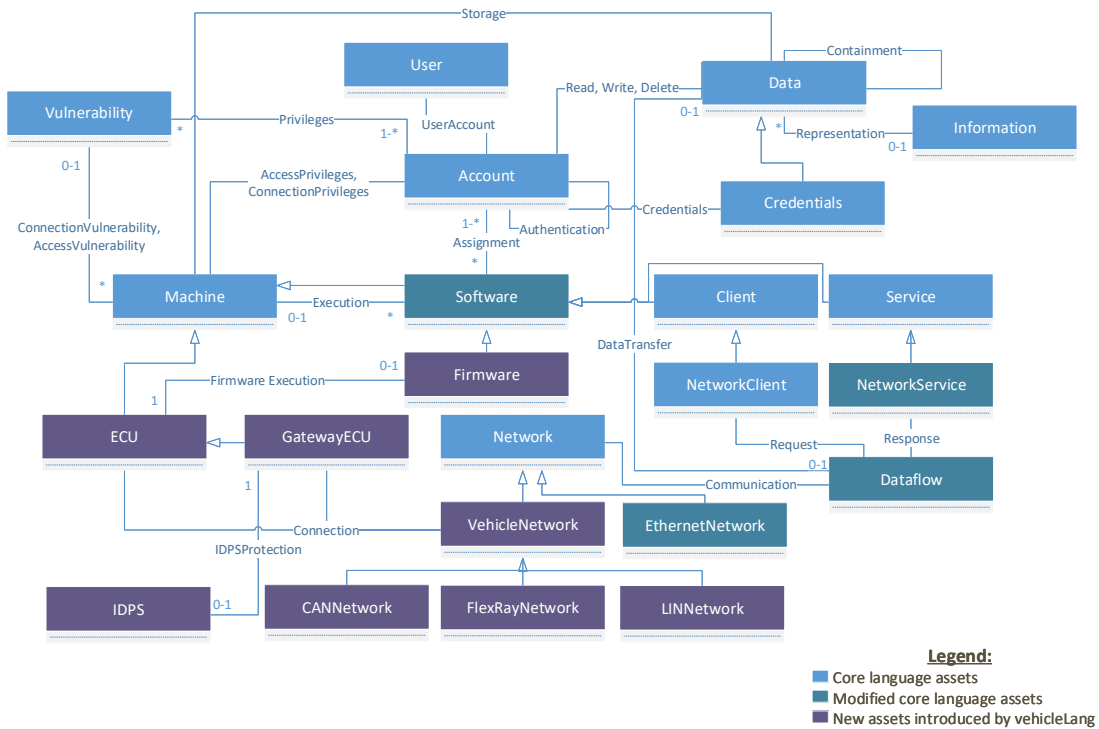 Storage
User
Containment
Data
Read, Write, Delete
0-1
Vulnerability
*
Privileges
1-*
UserAccount
*
Representation
0-1
Information
0-1
Account
AccessPrivileges,
ConnectionPrivileges
Credentials
Credentials
Authentication
1-*
Assignment
*
ConnectionVulnerability,
AccessVulnerability
*
Machine
Execution
0-1
*
Software
Client
Service
DataTransfer
0-1
Firmware
Firmware Execution
1
NetworkClient
NetworkService
ECU
GatewayECU
Network
Request
Response
0-1
Dataflow
Communication
1
Connection
VehicleNetwork
EthernetNetwork
IDPSProtection
IDPS
0-1
CANNetwork
FlexRayNetwork
LINNetwork
Legend:
Core language assets
Modified core language assets
New assets introduced by vehicleLang